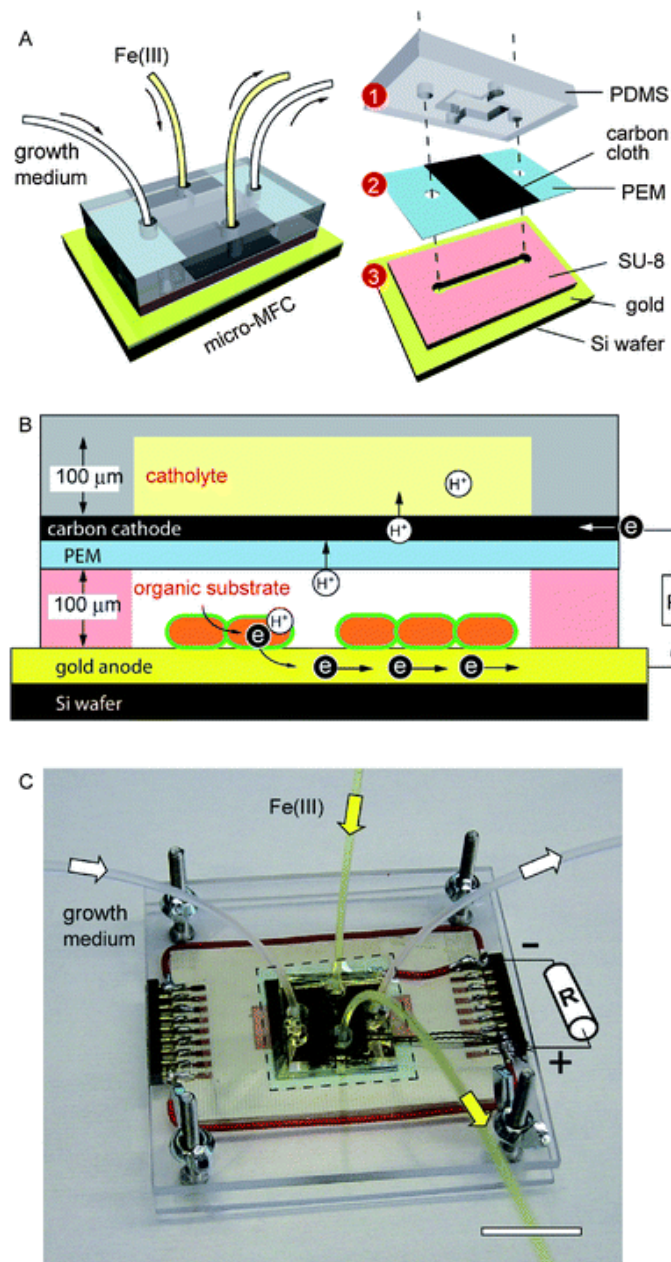 A
Fe(III)
growth
medium
micro-MFC
1
PDMS
carbon
cloth
2
PEM
3
SU-8
gold
Si wafer
B
100 µm
catholyte
H+
carbon cathode
H+
e
PEM
H+
100 µm
organic substrate
H+
e
gold anode
e
e
e
Si wafer
C
Fe(III)
growth
medium
−
R
+